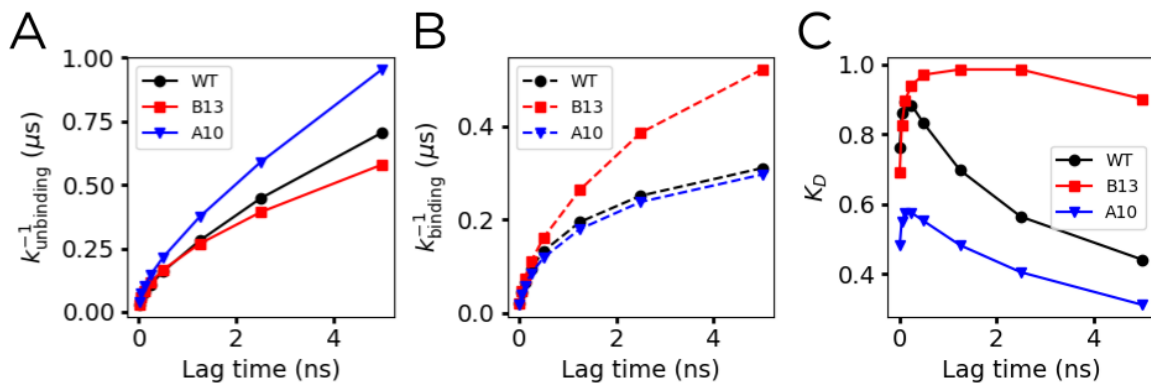 A
k⁻¹unbinding (μs)
1.00
0.75
0.50
0.25
0.00
WT
B13
A10
0
2
4
Lag time (ns)
B
k⁻¹binding (μs)
0.4
0.2
0.0
WT
B13
A10
0
2
4
Lag time (ns)
C
K_D
1.0
0.8
0.6
0.4
WT
B13
A10
0
2
4
Lag time (ns)